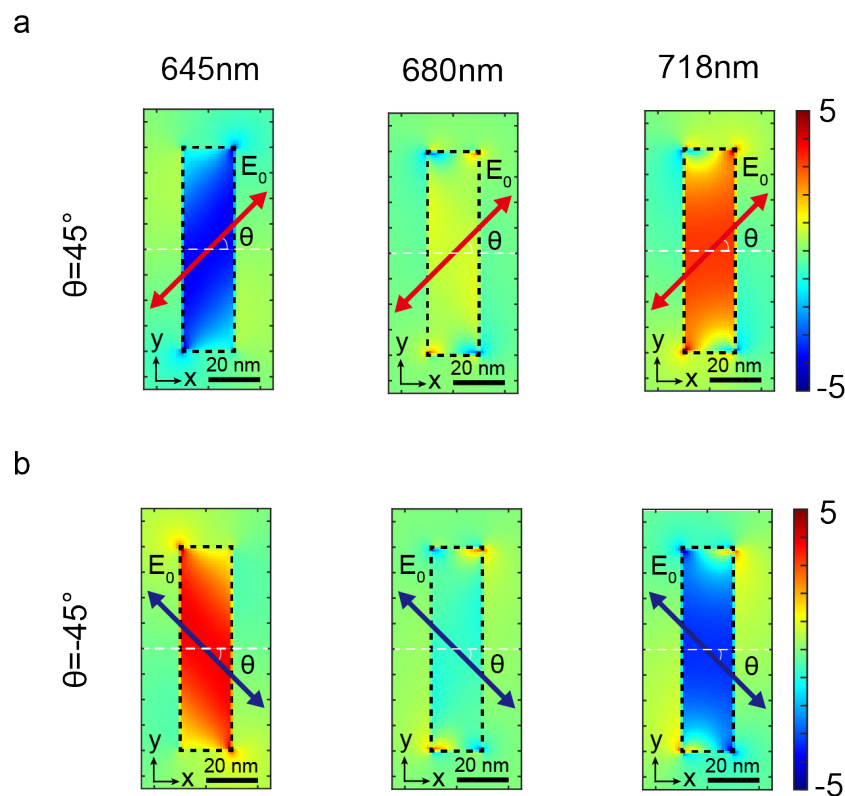 a
645nm 680nm 718nm
5
E₀ E₀ E₀
θ θ θ
θ=45°
y y y
x x x
20 nm 20 nm 20 nm
-5
b
5
E₀ E₀ E₀
θ θ θ
θ=-45°
y y y
x x x
20 nm 20 nm 20 nm
-5